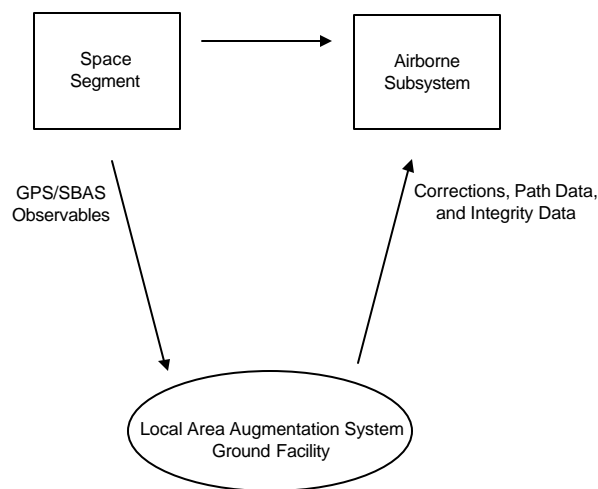 Space
Segment
Airborne
Subsystem
GPS/SBAS
Observables
Corrections, Path Data,
and Integrity Data
Local Area Augmentation System
Ground Facility